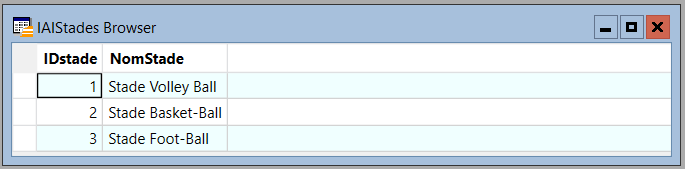 IAIStades Browser
IDstade NomStade
1 Stade Volley Ball
2 Stade Basket-Ball
3 Stade Foot-Ball